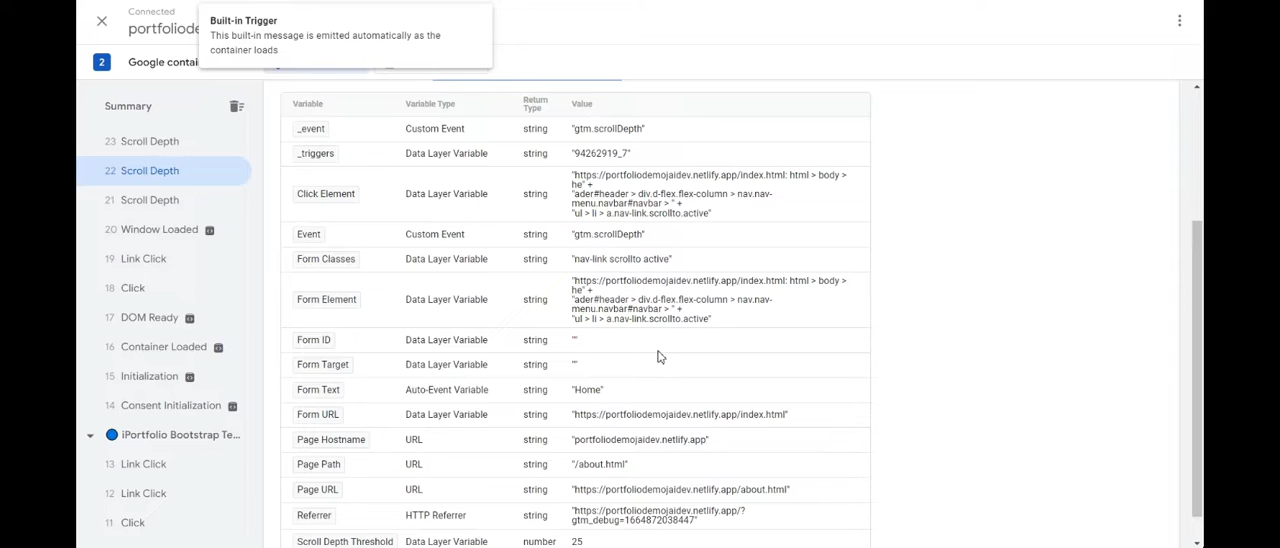 Connected
portfoliode
Built-in Trigger
This built-in message is emitted automatically as the
container loads
2 Google contai
Summary
23 Scroll Depth
22 Scroll Depth
21 Scroll Depth
20 Window Loaded
19 Link Click
18 Click
17 DOM Ready
16 Container Loaded
15 Initialization
14 Consent Initialization
iPortfolio Bootstrap Te...
13 Link Click
12 Link Click
11 Click
Variable Variable Type Return Type Value
_event Custom Event string "gtm.scrollDepth"
_triggers Data Layer Variable string "94262919_7"
Click Element Data Layer Variable string "https://portfoliodemojaidev.netlify.app/index.html: html > body >
he" +
"ader#header > div.d-flex.flex-column > nav.nav-
menu.navbar#navbar > " +
"ul > li > a.nav-link.scrollto.active"
Event Custom Event string "gtm.scrollDepth"
Form Classes Data Layer Variable string "nav-link scrollto active"
Form Element Data Layer Variable string "https://portfoliodemojaidev.netlify.app/index.html: html > body >
he" +
"ader#header > div.d-flex.flex-column > nav.nav-
menu.navbar#navbar > " +
"ul > li > a.nav-link.scrollto.active"
Form ID Data Layer Variable string ""
Form Target Data Layer Variable string ""
Form Text Auto-Event Variable string "Home"
Form URL Data Layer Variable string "https://portfoliodemojaidev.netlify.app/index.html"
Page Hostname URL string "portfoliodemojaidev.netlify.app"
Page Path URL string "/about.html"
Page URL URL string "https://portfoliodemojaidev.netlify.app/about.html"
Referrer HTTP Referrer string "https://portfoliodemojaidev.netlify.app/?
gtm_debug=1664872038447"
Scroll Depth Threshold Data Layer Variable number 25